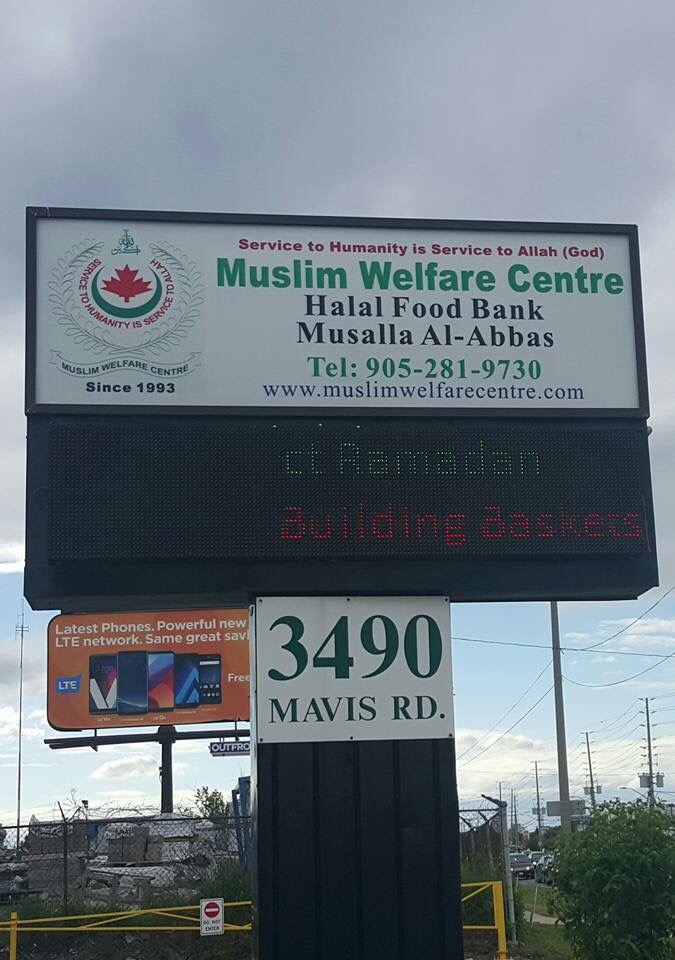 Service to Humanity is Service to Allah (God)
Muslim Welfare Centre
Halal Food Bank
Musalla Al-Abbas
Tel: 905-281-9730
www.muslimwelfarecentre.com
SERVICE TO HUMANITY IS SERVICE TO ALLAH
MUSLIM WELFARE CENTRE
Since 1993
ct Ramadan
Building Baskets
Latest Phones. Powerful new
LTE network. Same great savi
LTE
Free
OUTFRO
3490
MAVIS RD.
DO NOT
ENTER